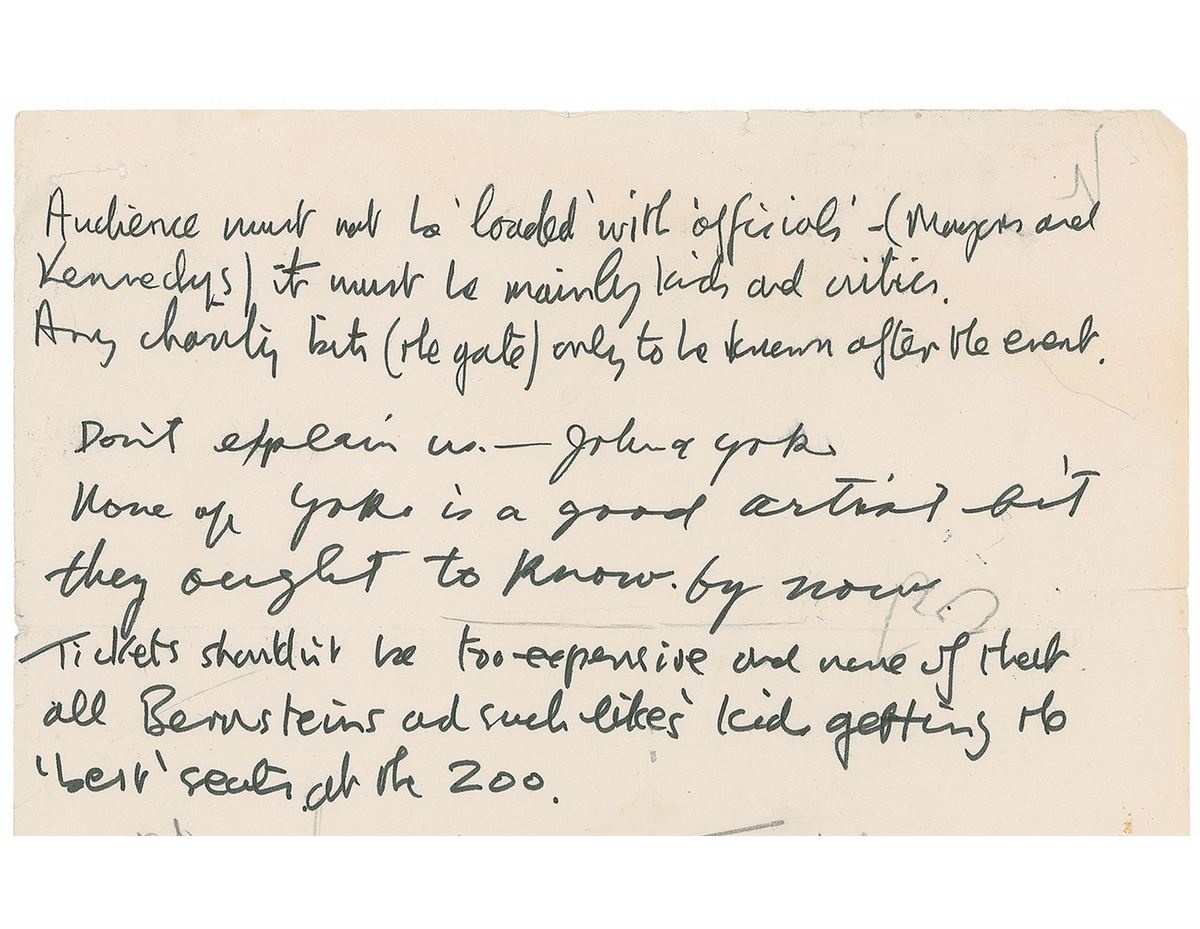 Audience must not be 'loaded' with 'officials' - (Mayors and
Kennedys) it must be mainly kids and critics.
Any charity bits (the gate) only to be known after the event.
Don't explain us. — John & Yoko
None of Yoko is a good artist bit
they ought to know. by now.
Tickets shouldn't be too expensive and none of that
all Bernsteins and such likes' kids getting the
'best' seats at the zoo.